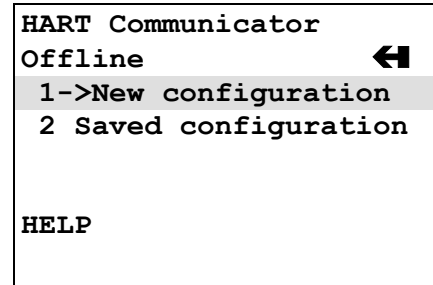 HART Communicator
Offline
1->New configuration
2 Saved configuration
HELP